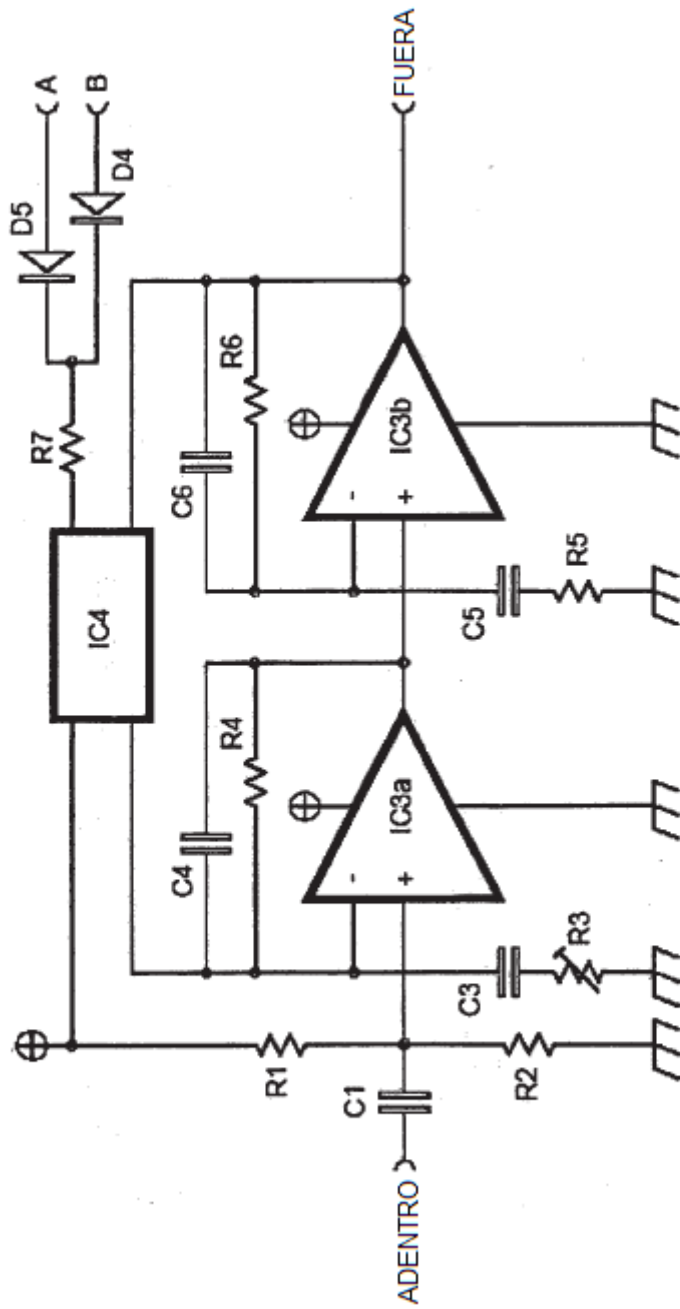 A
B
D5
D4
R7
IC4
C6
R6
C4
R4
FUERA
-
+
IC3b
-
+
IC3a
C5
R5
C3
R3
R1
C1
R2
ADENTRO